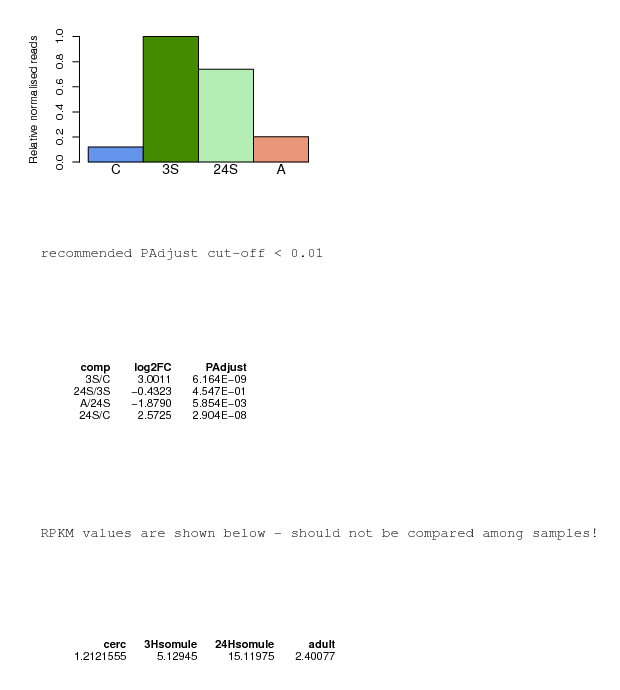 Relative normalised reads
1.0
0.8
0.6
0.4
0.2
0.0
C 3S 24S A
recommended PAdjust cut-off < 0.01
comp log2FC PAdjust
3S/C 3.0011 6.164E−09
24S/3S −0.4323 4.547E−01
A/24S −1.8790 5.854E−03
24S/C 2.5725 2.904E−08
RPKM values are shown below - should not be compared among samples!
cerc 3Hsomule 24Hsomule adult
1.2121555 5.12945 15.11975 2.40077